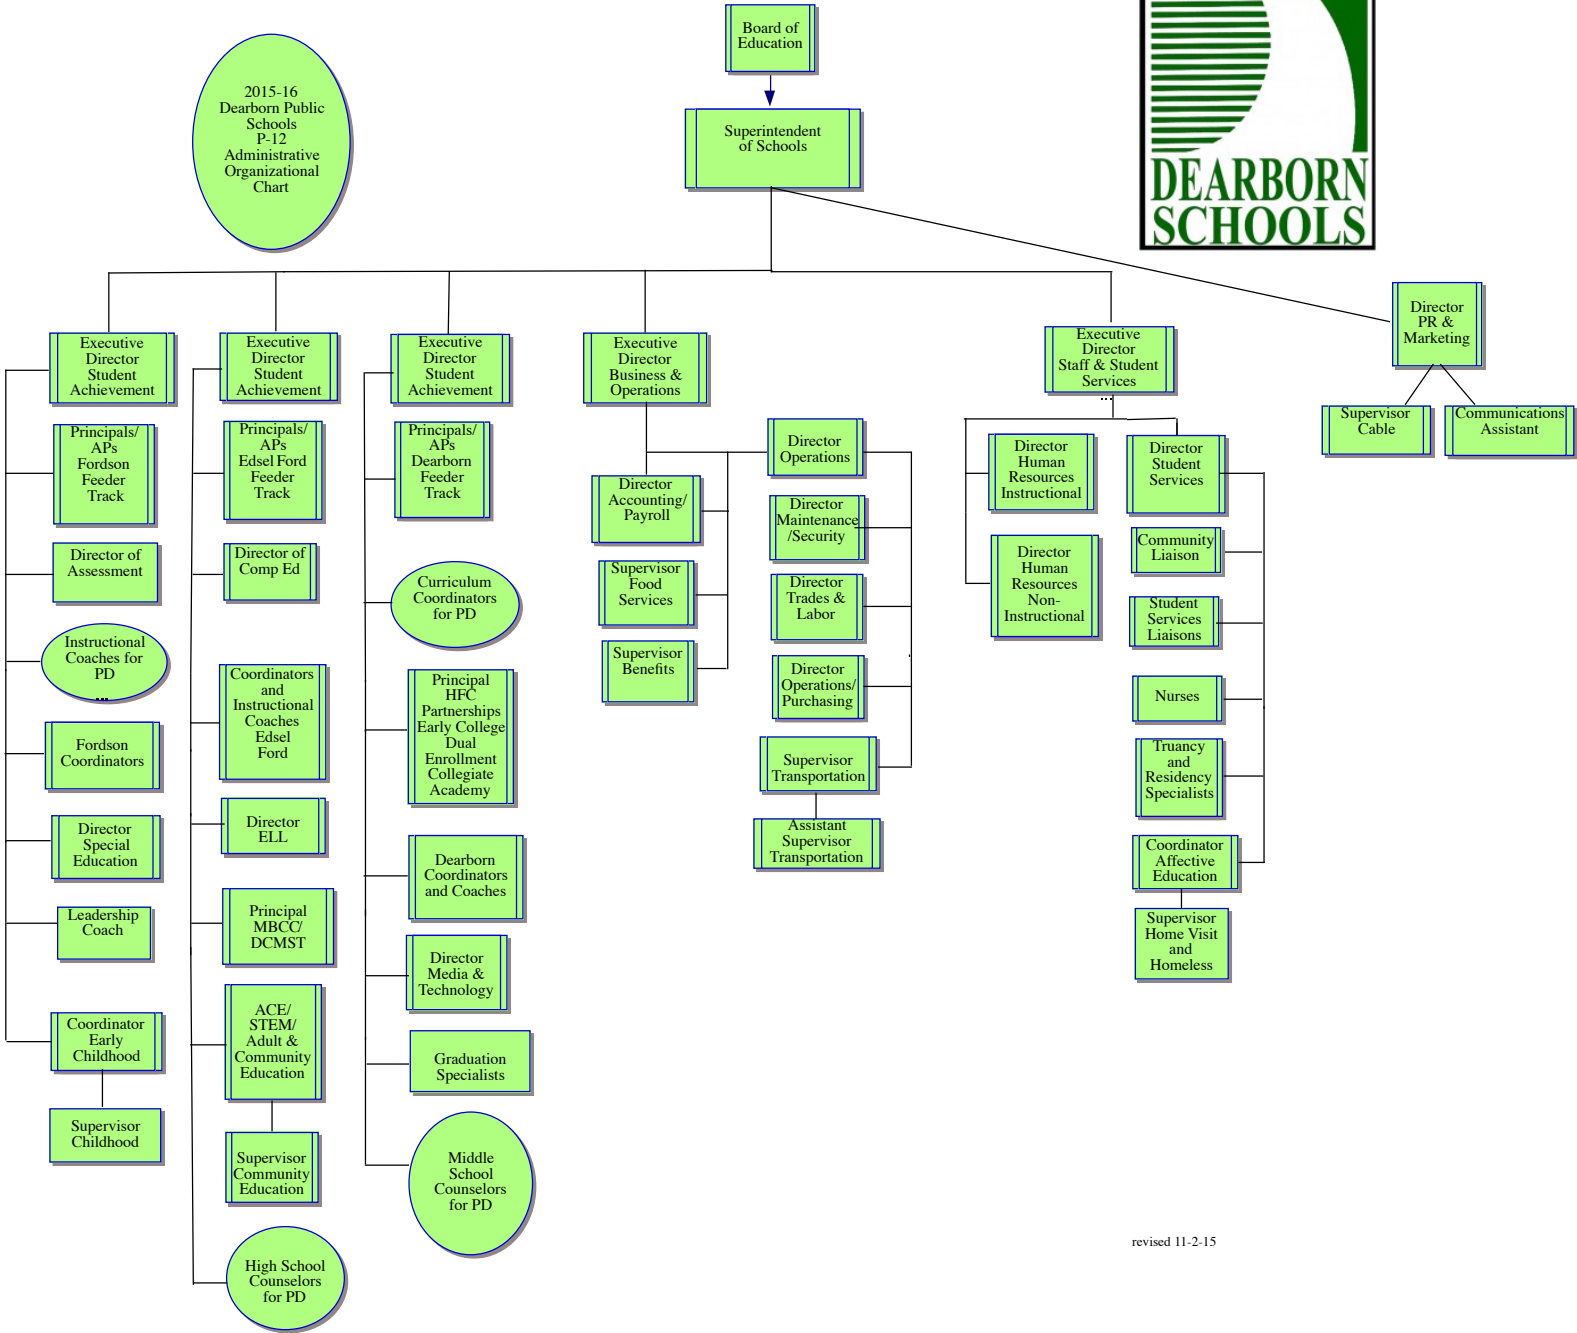 Board of
Education
2015-16
Dearborn Public
Schools
P-12
Administrative
Organizational
Chart
Superintendent
of Schools
DEARBORN
SCHOOLS
Director
PR &
Marketing
Supervisor
Cable
Communications
Assistant
Executive
Director
Student
Achievement
Principals/
APs
Fordson
Feeder
Track
Director of
Assessment
Instructional
Coaches for
PD
...
Fordson
Coordinators
Director
Special
Education
Leadership
Coach
Coordinator
Early
Childhood
Supervisor
Childhood
Executive
Director
Student
Achievement
Principals/
APs
Edsel Ford
Feeder
Track
Director of
Comp Ed
Coordinators
and
Instructional
Coaches
Edsel
Ford
Director
ELL
Principal
MBCC/
DCMST
ACE/
STEM/
Adult &
Community
Education
Supervisor
Community
Education
High School
Counselors
for PD
Executive
Director
Student
Achievement
Principals/
APs
Dearborn
Feeder
Track
Curriculum
Coordinators
for PD
Principal
HFC
Partnerships
Early College
Dual
Enrollment
Collegiate
Academy
Dearborn
Coordinators
and Coaches
Director
Media &
Technology
Graduation
Specialists
Middle
School
Counselors
for PD
Executive
Director
Business &
Operations
Director
Accounting/
Payroll
Supervisor
Food
Services
Supervisor
Benefits
Director
Operations
Director
Maintenance
/Security
Director
Trades &
Labor
Director
Operations/
Purchasing
Supervisor
Transportation
Assistant
Supervisor
Transportation
Executive
Director
Staff & Student
Services
...
Director
Human
Resources
Instructional
Director
Human
Resources
Non-
Instructional
Director
Student
Services
Community
Liaison
Student
Services
Liaisons
Nurses
Truancy
and
Residency
Specialists
Coordinator
Affective
Education
Supervisor
Home Visit
and
Homeless
revised 11-2-15